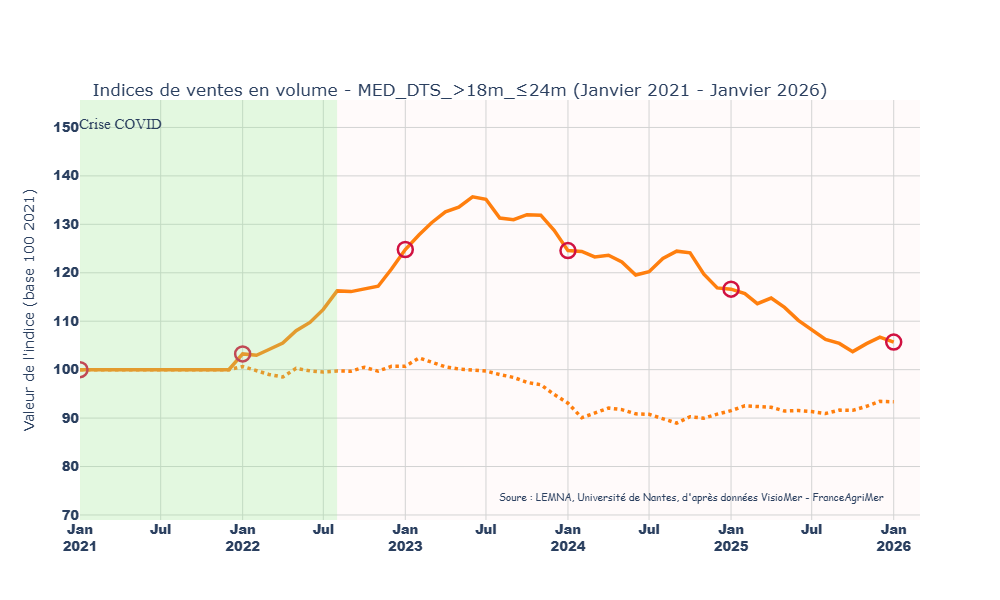 Indices de ventes en volume - MED_DTS_>18m_≤24m (Janvier 2021 - Janvier 2026)
Crise COVID
Valeur de l'indice (base 100 2021)
150
140
130
120
110
100
90
80
70
Soure : LEMNA, Université de Nantes, d'après données VisioMer - FranceAgriMer
Jan Jul Jan Jul Jan Jul Jan Jul Jan Jul Jan
2021 2022 2023 2024 2025 2026